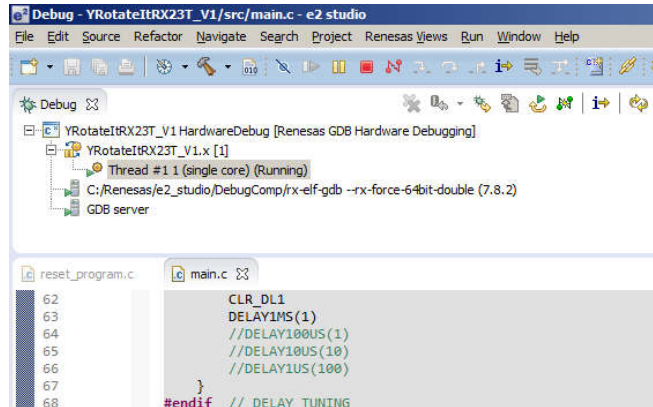 Debug - YRotateItRX23T_V1/src/main.c - e2 studio
File Edit Source Refactor Navigate Search Project Renesas Views Run Window Help
Debug
YRotateItRX23T_V1 HardwareDebug [Renesas GDB Hardware Debugging]
YRotateItRX23T_V1.x [1]
Thread #1 1 (single core) (Running)
C:/Renesas/e2_studio/DebugComp/rx-elf-gdb --rx-force-64bit-double (7.8.2)
GDB server
reset_program.c main.c
62 CLR_DL1
63 DELAY1MS(1)
64 //DELAY100US(1)
65 //DELAY10US(10)
66 //DELAY1US(100)
67 }
68 #endif // DELAY_TUNING